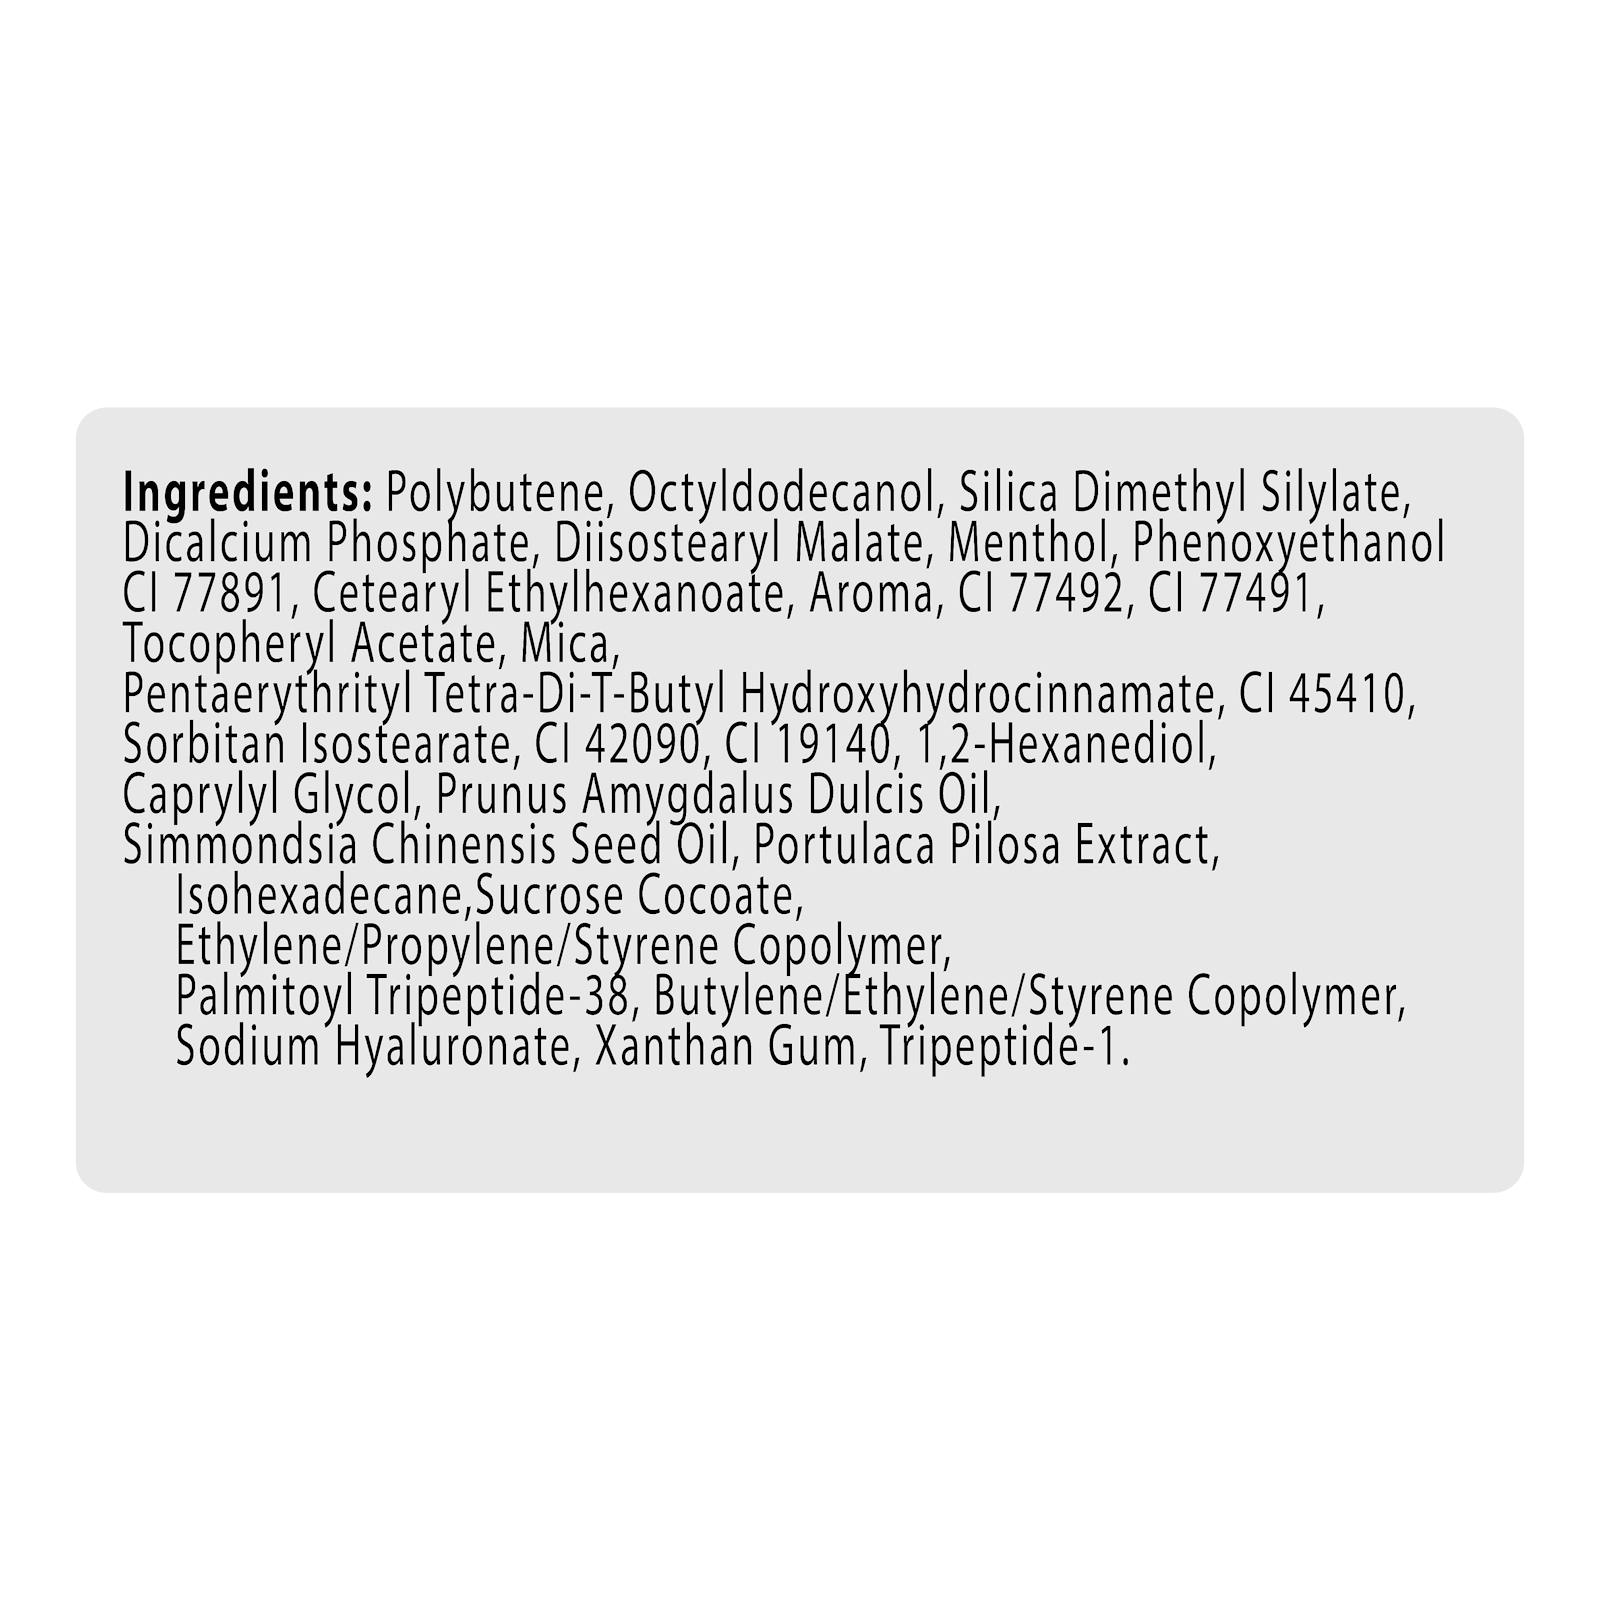 Ingredients: Polybutene, Octyldodecanol, Silica Dimethyl Silylate,
Dicalcium Phosphate, Diisostearyl Malate, Menthol, Phenoxyethanol
CI 77891, Cetearyl Ethylhexanoate, Aroma, CI 77492, CI 77491,
Tocopheryl Acetate, Mica,
Pentaerythrityl Tetra-Di-T-Butyl Hydroxyhydrocinnamate, CI 45410,
Sorbitan Isostearate, CI 42090, CI 19140, 1,2-Hexanediol,
Caprylyl Glycol, Prunus Amygdalus Dulcis Oil,
Simmondsia Chinensis Seed Oil, Portulaca Pilosa Extract,
Isohexadecane,Sucrose Cocoate,
Ethylene/Propylene/Styrene Copolymer,
Palmitoyl Tripeptide-38, Butylene/Ethylene/Styrene Copolymer,
Sodium Hyaluronate, Xanthan Gum, Tripeptide-1.